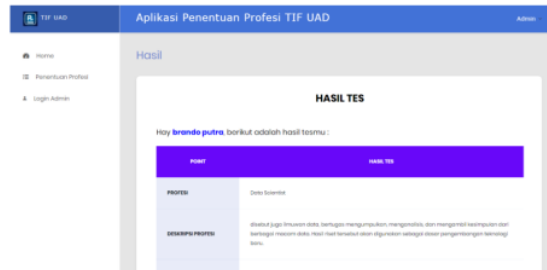 TIF UAD
Aplikasi Penentuan Profesi TIF UAD
Admin
Home
Penentuan Profesi
Login Admin
Hasil
HASIL TES
Hay brando putra, berikut adalah hasil tesmu :
POINT
HASIL TES
PROFESI
Data Scientist
DESKRIPSI PROFESI
disebut juga ilmuwan data, bertugas mengumpulkan, menganalisis, dan mengambil kesimpulan dari
berbagai macam data. Hasil riset tersebut akan digunakan sebagai dasar pengembangan teknologi
baru.